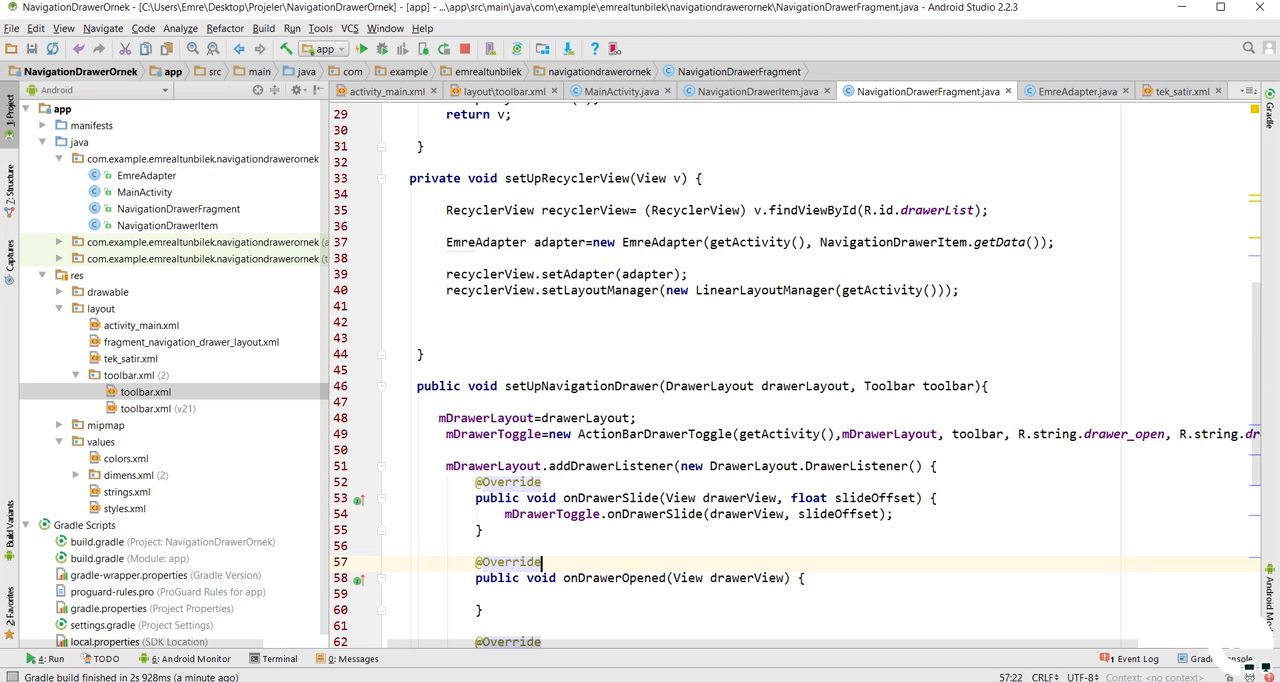 NavigationDrawerOrnek - [C:\Users\Emre\Desktop\Projeler\NavigationDrawerOrnek] - [app] - ...\app\src\main\java\com\example\emrealtunbilek\navigationdrawerornek\NavigationDrawerFragment.java - Android Studio 2.2.3
File Edit View Navigate Code Analyze Refactor Build Run Tools VCS Window Help
app
NavigationDrawerOrnek app src main java com example emrealtunbilek navigationdrawerornek NavigationDrawerFragment
Android
activity_main.xml layout\toolbar.xml MainActivity.java NavigationDrawerItem.java NavigationDrawerFragment.java EmreAdapter.java tek_satir.xml
1: Project
7: Structure
Captures
Build Variants
2: Favorites
app
manifests
java
com.example.emrealtunbilek.navigationdrawerornek
EmreAdapter
MainActivity
NavigationDrawerFragment
NavigationDrawerItem
com.example.emrealtunbilek.navigationdrawerornek (a
com.example.emrealtunbilek.navigationdrawerornek (t
res
drawable
layout
activity_main.xml
fragment_navigation_drawer_layout.xml
tek_satir.xml
toolbar.xml (2)
toolbar.xml
toolbar.xml (v21)
mipmap
values
colors.xml
dimens.xml (2)
strings.xml
styles.xml
Gradle Scripts
build.gradle (Project: NavigationDrawerOrnek)
build.gradle (Module: app)
gradle-wrapper.properties (Gradle Version)
proguard-rules.pro (ProGuard Rules for app)
gradle.properties (Project Properties)
settings.gradle (Project Settings)
local.properties (SDK Location)
29 return v;
30
31 }
32
33 private void setUpRecyclerView(View v) {
34
35 RecyclerView recyclerView= (RecyclerView) v.findViewById(R.id.drawerList);
36
37 EmreAdapter adapter=new EmreAdapter(getActivity(), NavigationDrawerItem.getData());
38
39 recyclerView.setAdapter(adapter);
40 recyclerView.setLayoutManager(new LinearLayoutManager(getActivity()));
41
42
43
44 }
45
46 public void setUpNavigationDrawer(DrawerLayout drawerLayout, Toolbar toolbar){
47
48 mDrawerLayout=drawerLayout;
49 mDrawerToggle=new ActionBarDrawerToggle(getActivity(),mDrawerLayout, toolbar, R.string.drawer_open, R.string.dr
50
51 mDrawerLayout.addDrawerListener(new DrawerLayout.DrawerListener() {
52 @Override
53 public void onDrawerSlide(View drawerView, float slideOffset) {
54 mDrawerToggle.onDrawerSlide(drawerView, slideOffset);
55 }
56
57 @Override
58 public void onDrawerOpened(View drawerView) {
59
60 }
61
62 @Override
Gradle
Android Mo
4: Run TODO 6: Android Monitor Terminal 0: Messages 1 Event Log
Gradle build finished in 2s 928ms (a minute ago) 57:22 CRLF UTF-8 Context: <no context>